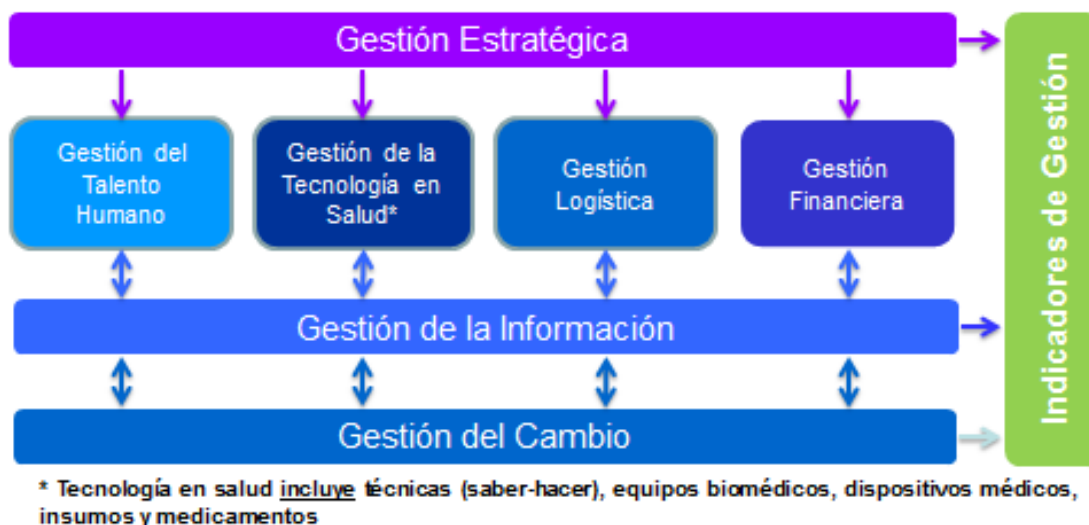 Gestión Estratégica
Gestión del
Talento
Humano
Gestión de la
Tecnología en
Salud*
Gestión
Logística
Gestión
Financiera
Gestión de la Información
Gestión del Cambio
Indicadores de Gestión
* Tecnología en salud incluye técnicas (saber-hacer), equipos biomédicos, dispositivos médicos,
insumos y medicamentos